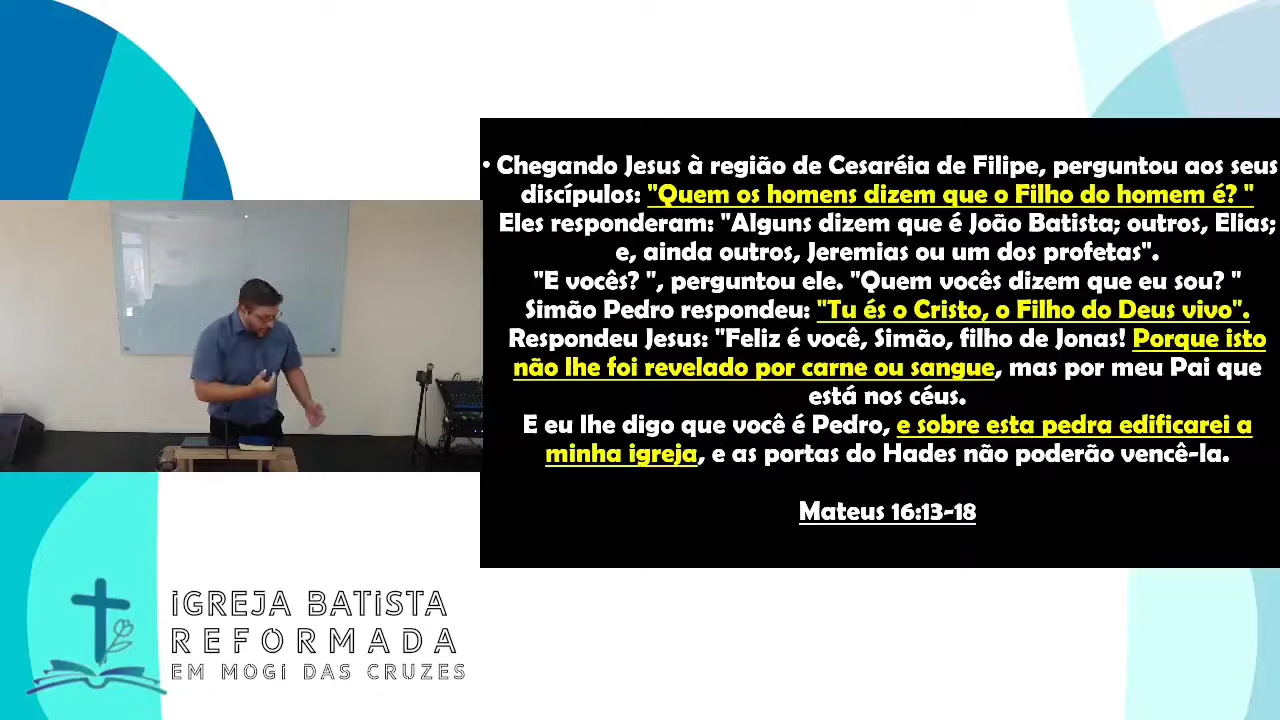 • Chegando Jesus à região de Cesaréia de Filipe, perguntou aos seus
discípulos: "Quem os homens dizem que o Filho do homem é? "
Eles responderam: "Alguns dizem que é João Batista; outros, Elias;
e, ainda outros, Jeremias ou um dos profetas".
"E vocês? ", perguntou ele. "Quem vocês dizem que eu sou? "
Simão Pedro respondeu: "Tu és o Cristo, o Filho do Deus vivo".
Respondeu Jesus: "Feliz é você, Simão, filho de Jonas! Porque isto
não lhe foi revelado por carne ou sangue, mas por meu Pai que
está nos céus.
E eu lhe digo que você é Pedro, e sobre esta pedra edificarei a
minha igreja, e as portas do Hades não poderão vencê-la.
Mateus 16:13-18
iGREJA BATiSTA
REFORMADA
EM MOGi DAS CRUZES